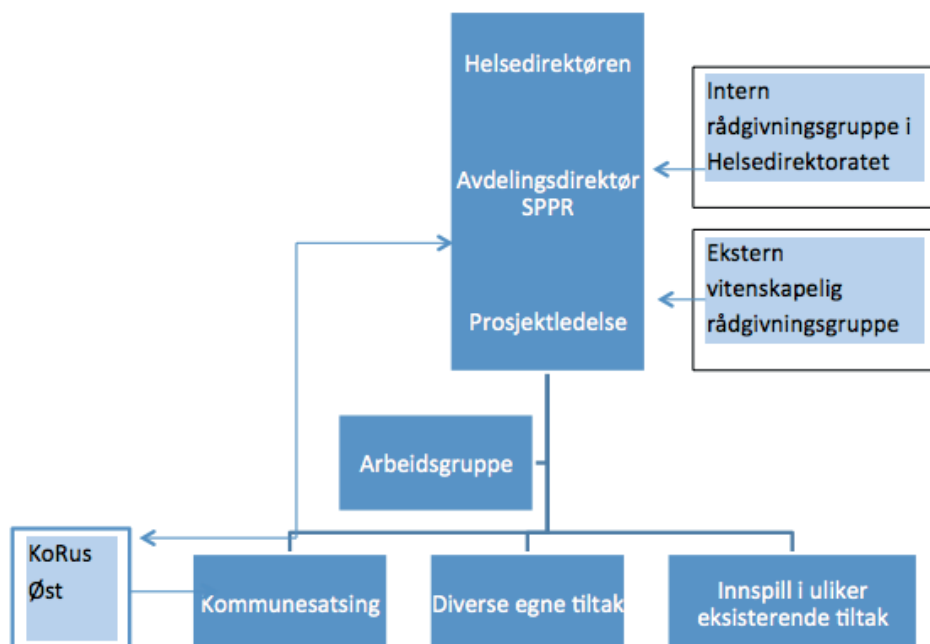 Helsedirektøren
Avdelingsdirektør
SPPR
Prosjektledelse
Intern
rådgivningsgruppe i
Helsedirektoratet
Ekstern
vitenskapelig
rådgivningsgruppe
Arbeidsgruppe
KoRus
Øst
Kommunesatsing
Diverse egne tiltak
Innspill i uliker
eksisterende tiltak